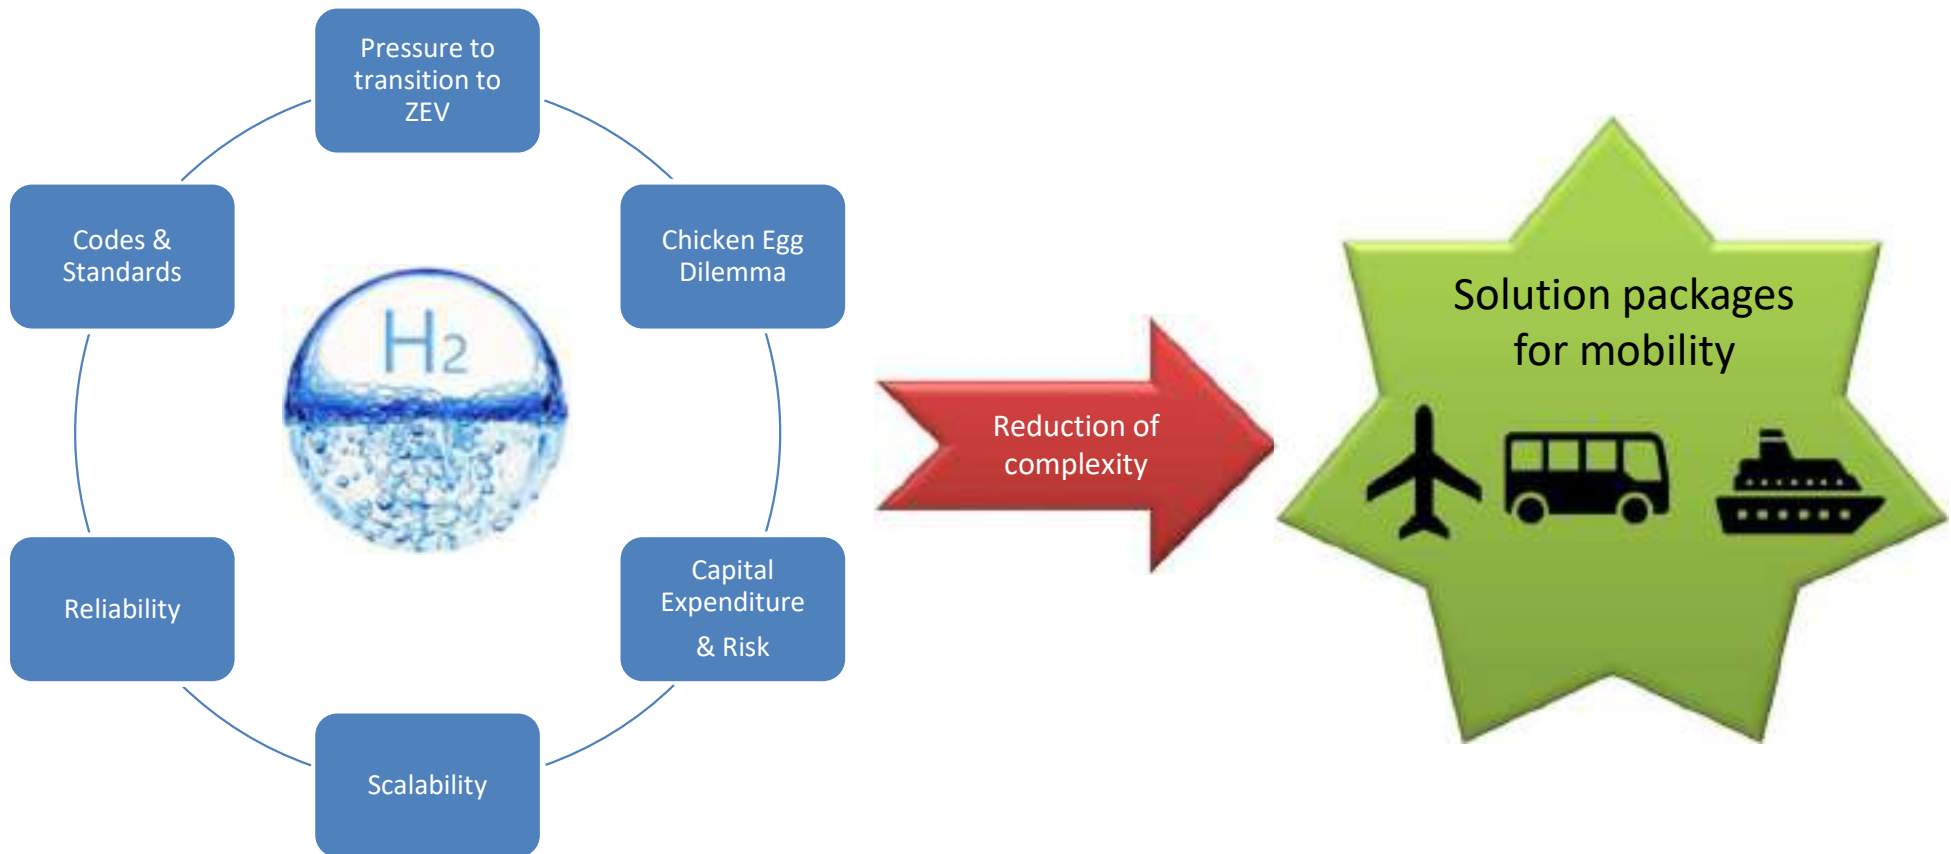 Pressure to
transition to
ZEV
Codes &
Standards
Chicken Egg
Dilemma
H2
Solution packages
for mobility
Reduction of
complexity
Reliability
Capital
Expenditure
& Risk
Scalability